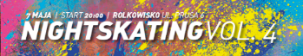 7 MAJA | START 20:00 | ROLKOWISKO UL.
NIGHTSKATING VOL. 4